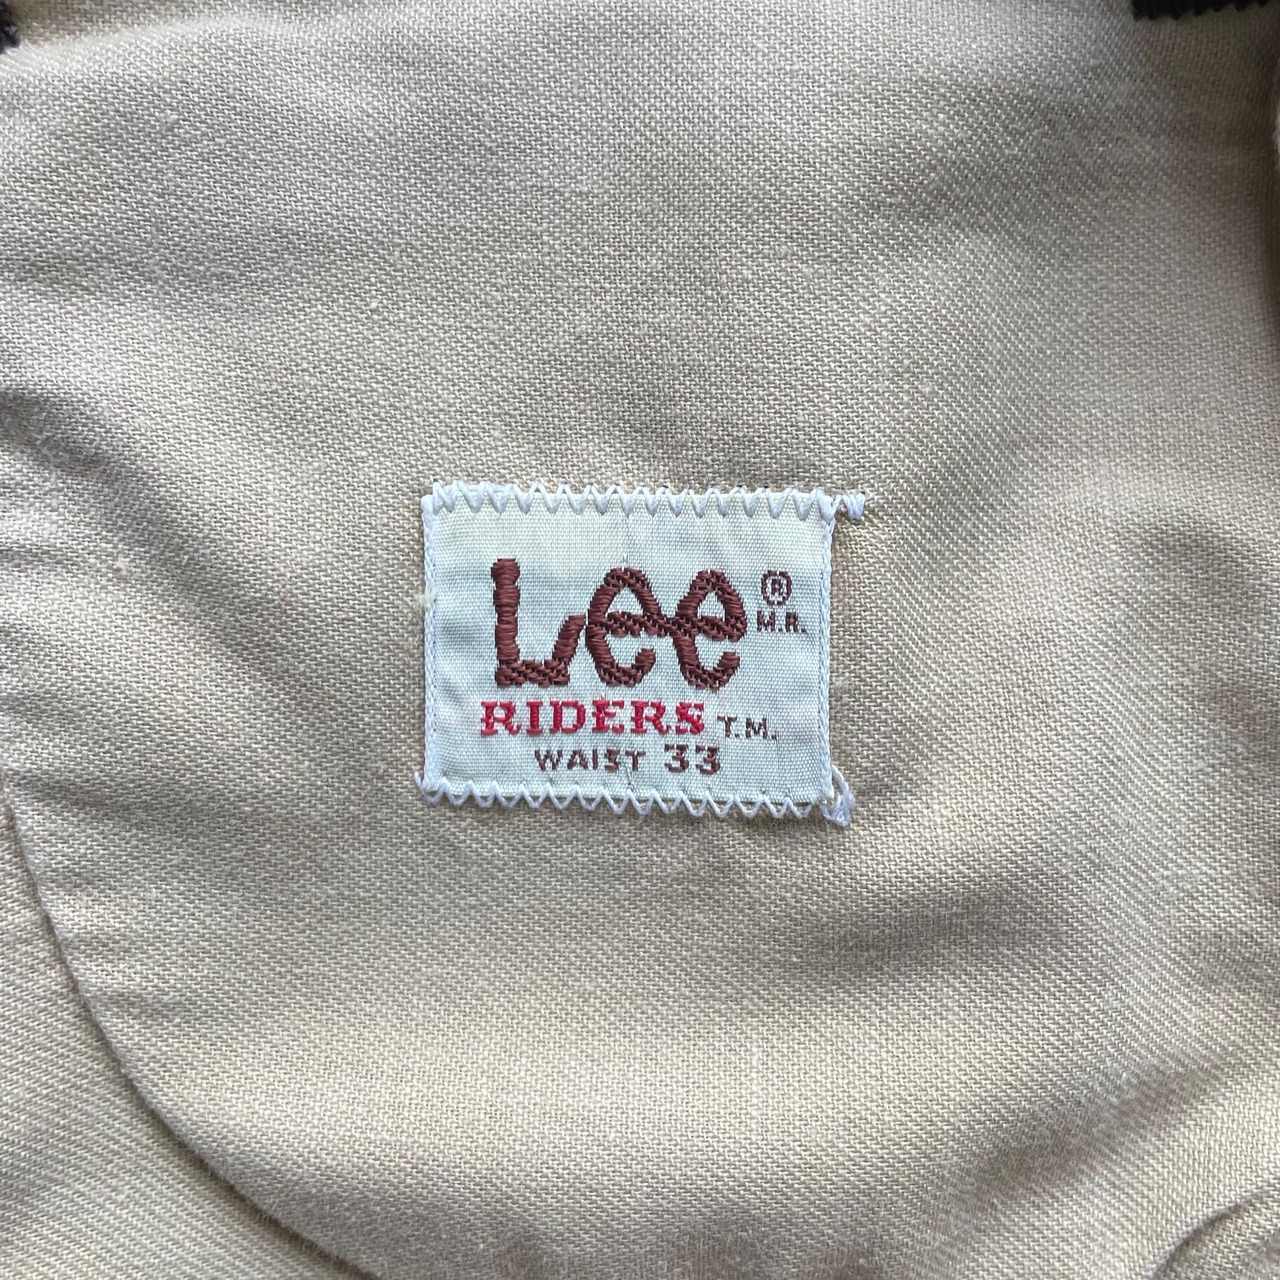 Lee ® M.R.
RIDERS T.M.
WAIST 33